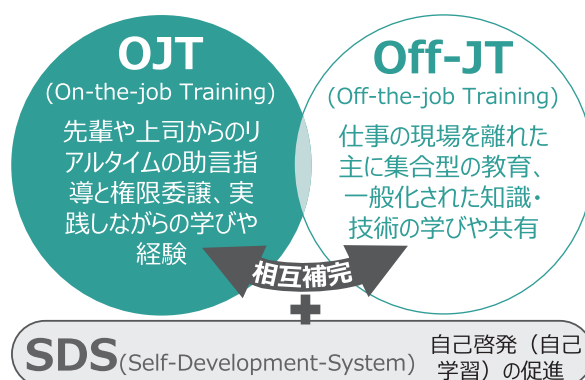 OJT
(On-the-job Training)
先輩や上司からのリ
アルタイムの助言指
導と権限委譲、実
践しながらの学びや
経験
Off-JT
(Off-the-job Training)
仕事の現場を離れた
主に集合型の教育、
一般化された知識・
技術の学びや共有
相互補完
+
SDS(Self-Development-System)
自己啓発（自己
学習）の促進